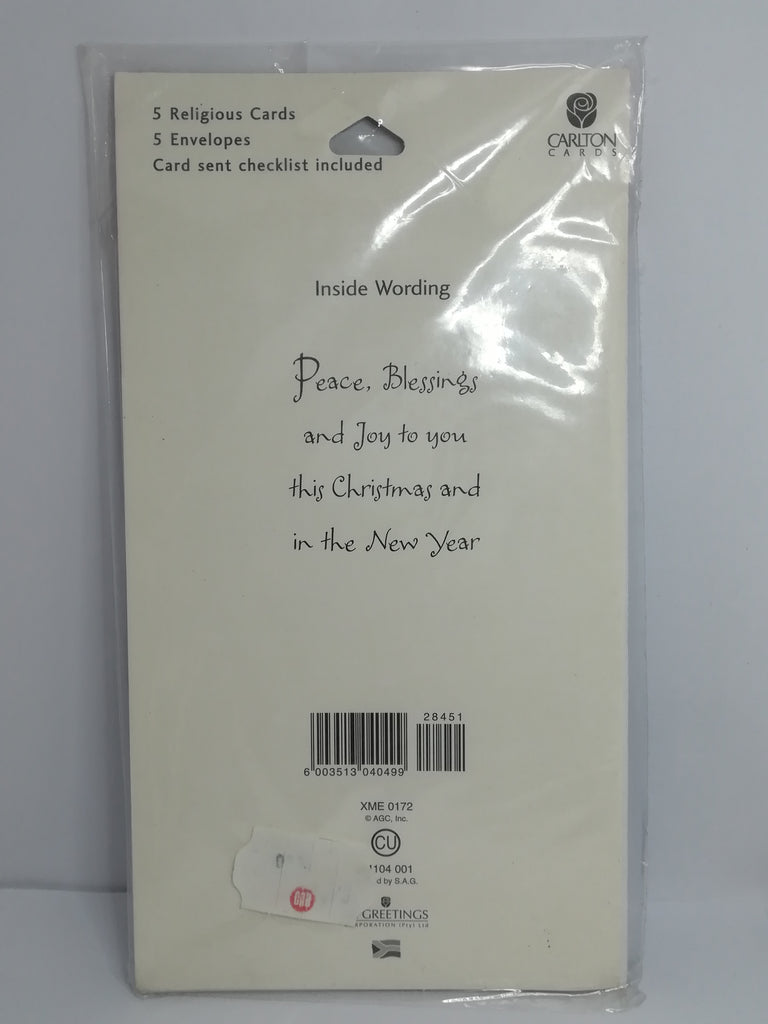 5 Religious Cards
5 Envelopes
Card sent checklist included
CARLTON
CARDS
Inside Wording
Peace, Blessings
and Joy to you
this Christmas and
in the New Year
28451
6 003513 040499
XME 0172
© AGC, Inc.
CU
104 001
d by S.A.G.
GREETINGS
(Pty) Ltd